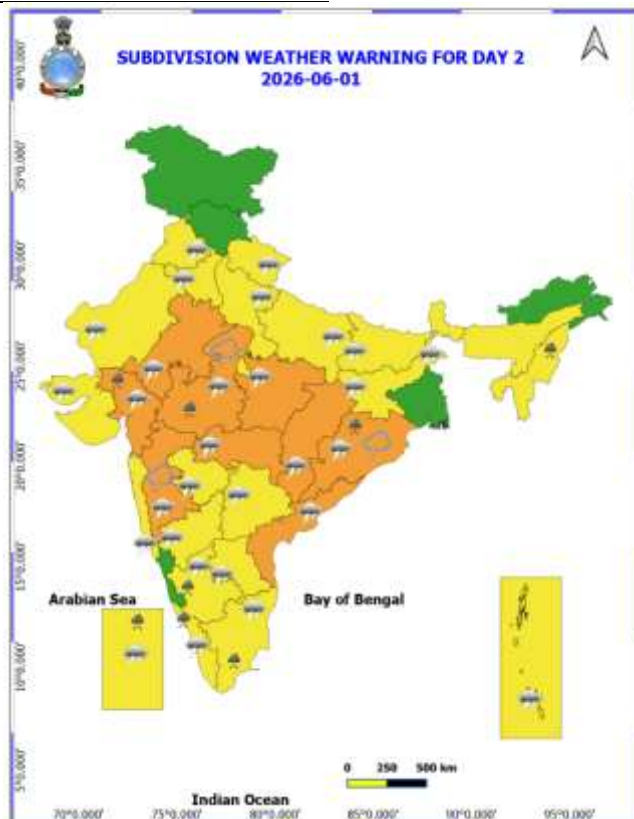 SUBDIVISION WEATHER WARNING FOR DAY 2
2026-06-01
40°0.000'
35°0.000'
30°0.000'
25°0.000'
20°0.000'
15°0.000'
10°0.000'
5°0.000'
Arabian Sea
Bay of Bengal
0 250 500 km
Indian Ocean
70°0.000' 75°0.000' 80°0.000' 85°0.000' 90°0.000' 95°0.000'